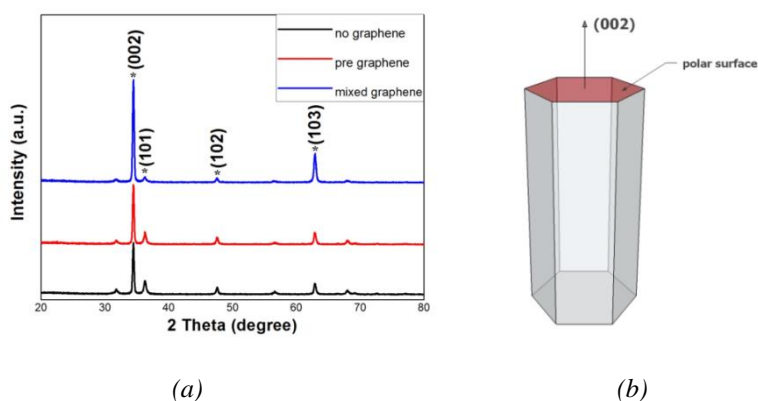 no graphene
pre graphene
mixed graphene
*(002)
*(101)
*(102)
*(103)
Intensity (a.u.)
20 30 40 50 60 70 80
2 Theta (degree)
(002)
polar surface
(a) (b)